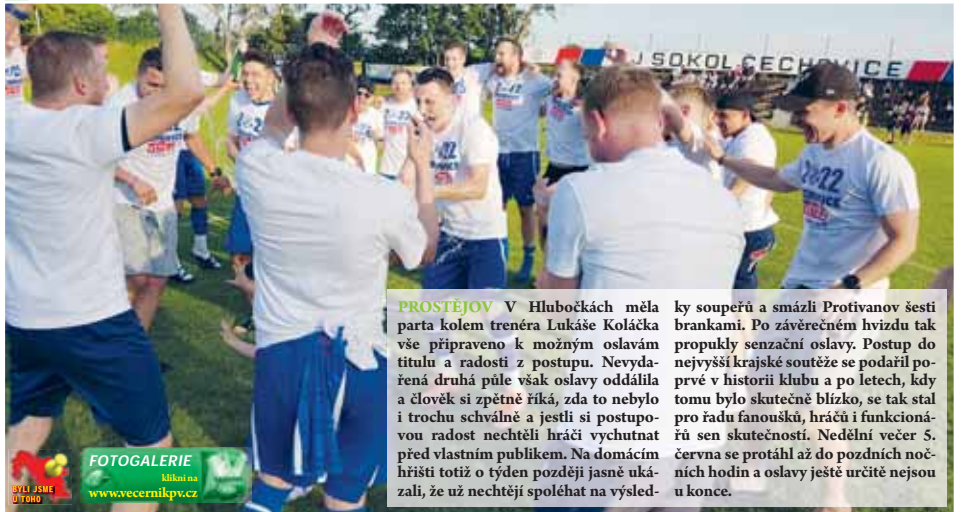 J SOKOL ČECHOVICE
2022
2022
PROSTĚJOV V Hlubočkách měla
parta kolem trenéra Lukáše Koláčka
vše připraveno k možným oslavám
titulu a radosti z postupu. Nevyda-
řená druhá půle však oslavy oddálila
a člověk si zpětně říká, zda to nebylo
i trochu schválně a jestli si postupo-
vou radost nechtěli hráči vychutnat
před vlastním publikem. Na domácím
hřišti totiž o týden později jasně uká-
zali, že už nechtějí spoléhat na výsled-
ky soupeřů a smázli Protivanov šesti
brankami. Po závěrečném hvizdu tak
propukly senzační oslavy. Postup do
nejvyšší krajské soutěže se podařil po-
prvé v historii klubu a po letech, kdy
tomu bylo skutečně blízko, se tak stal
pro řadu fanoušků, hráčů i funkcioná-
řů sen skutečností. Nedělní večer 5.
června se protáhl až do pozdních noč-
ních hodin a oslavy ještě určitě nejsou
u konce.
BYLI JSME
U TOHO
FOTOGALERIE
klikni na
www.vecernikpv.cz